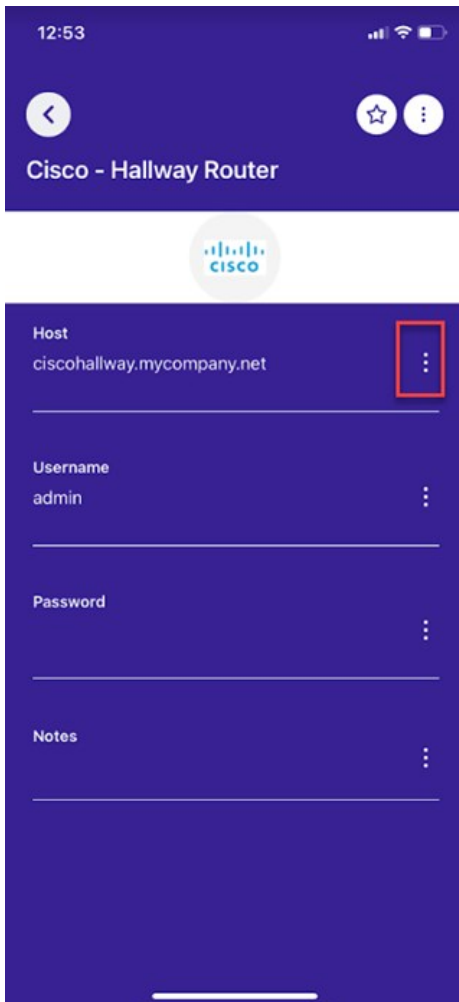 12:53
Cisco - Hallway Router
CISCO
Host
ciscohallway.mycompany.net
Username
admin
Password
Notes